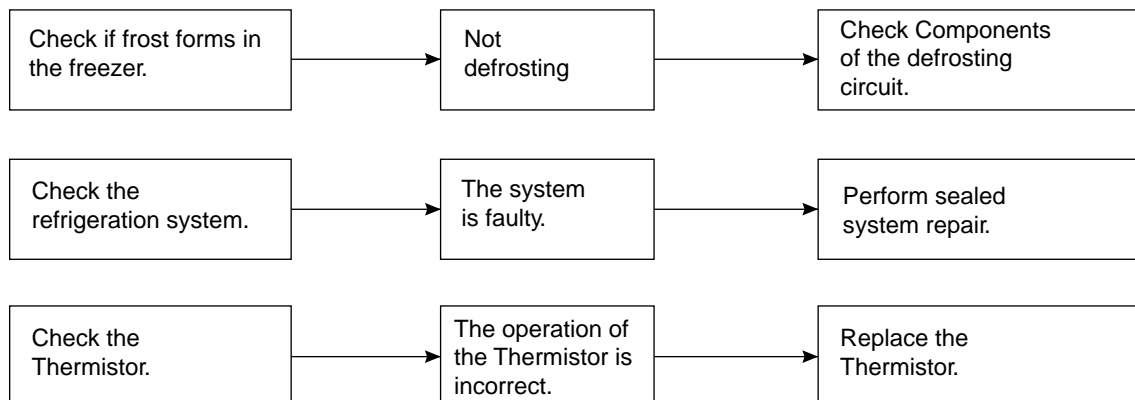 Check if frost forms in
the freezer.
Not
defrosting
Check Components
of the defrosting
circuit.
Check the
refrigeration system.
The system
is faulty.
Perform sealed
system repair.
Check the
Thermistor.
The operation of
the Thermistor is
incorrect.
Replace the
Thermistor.